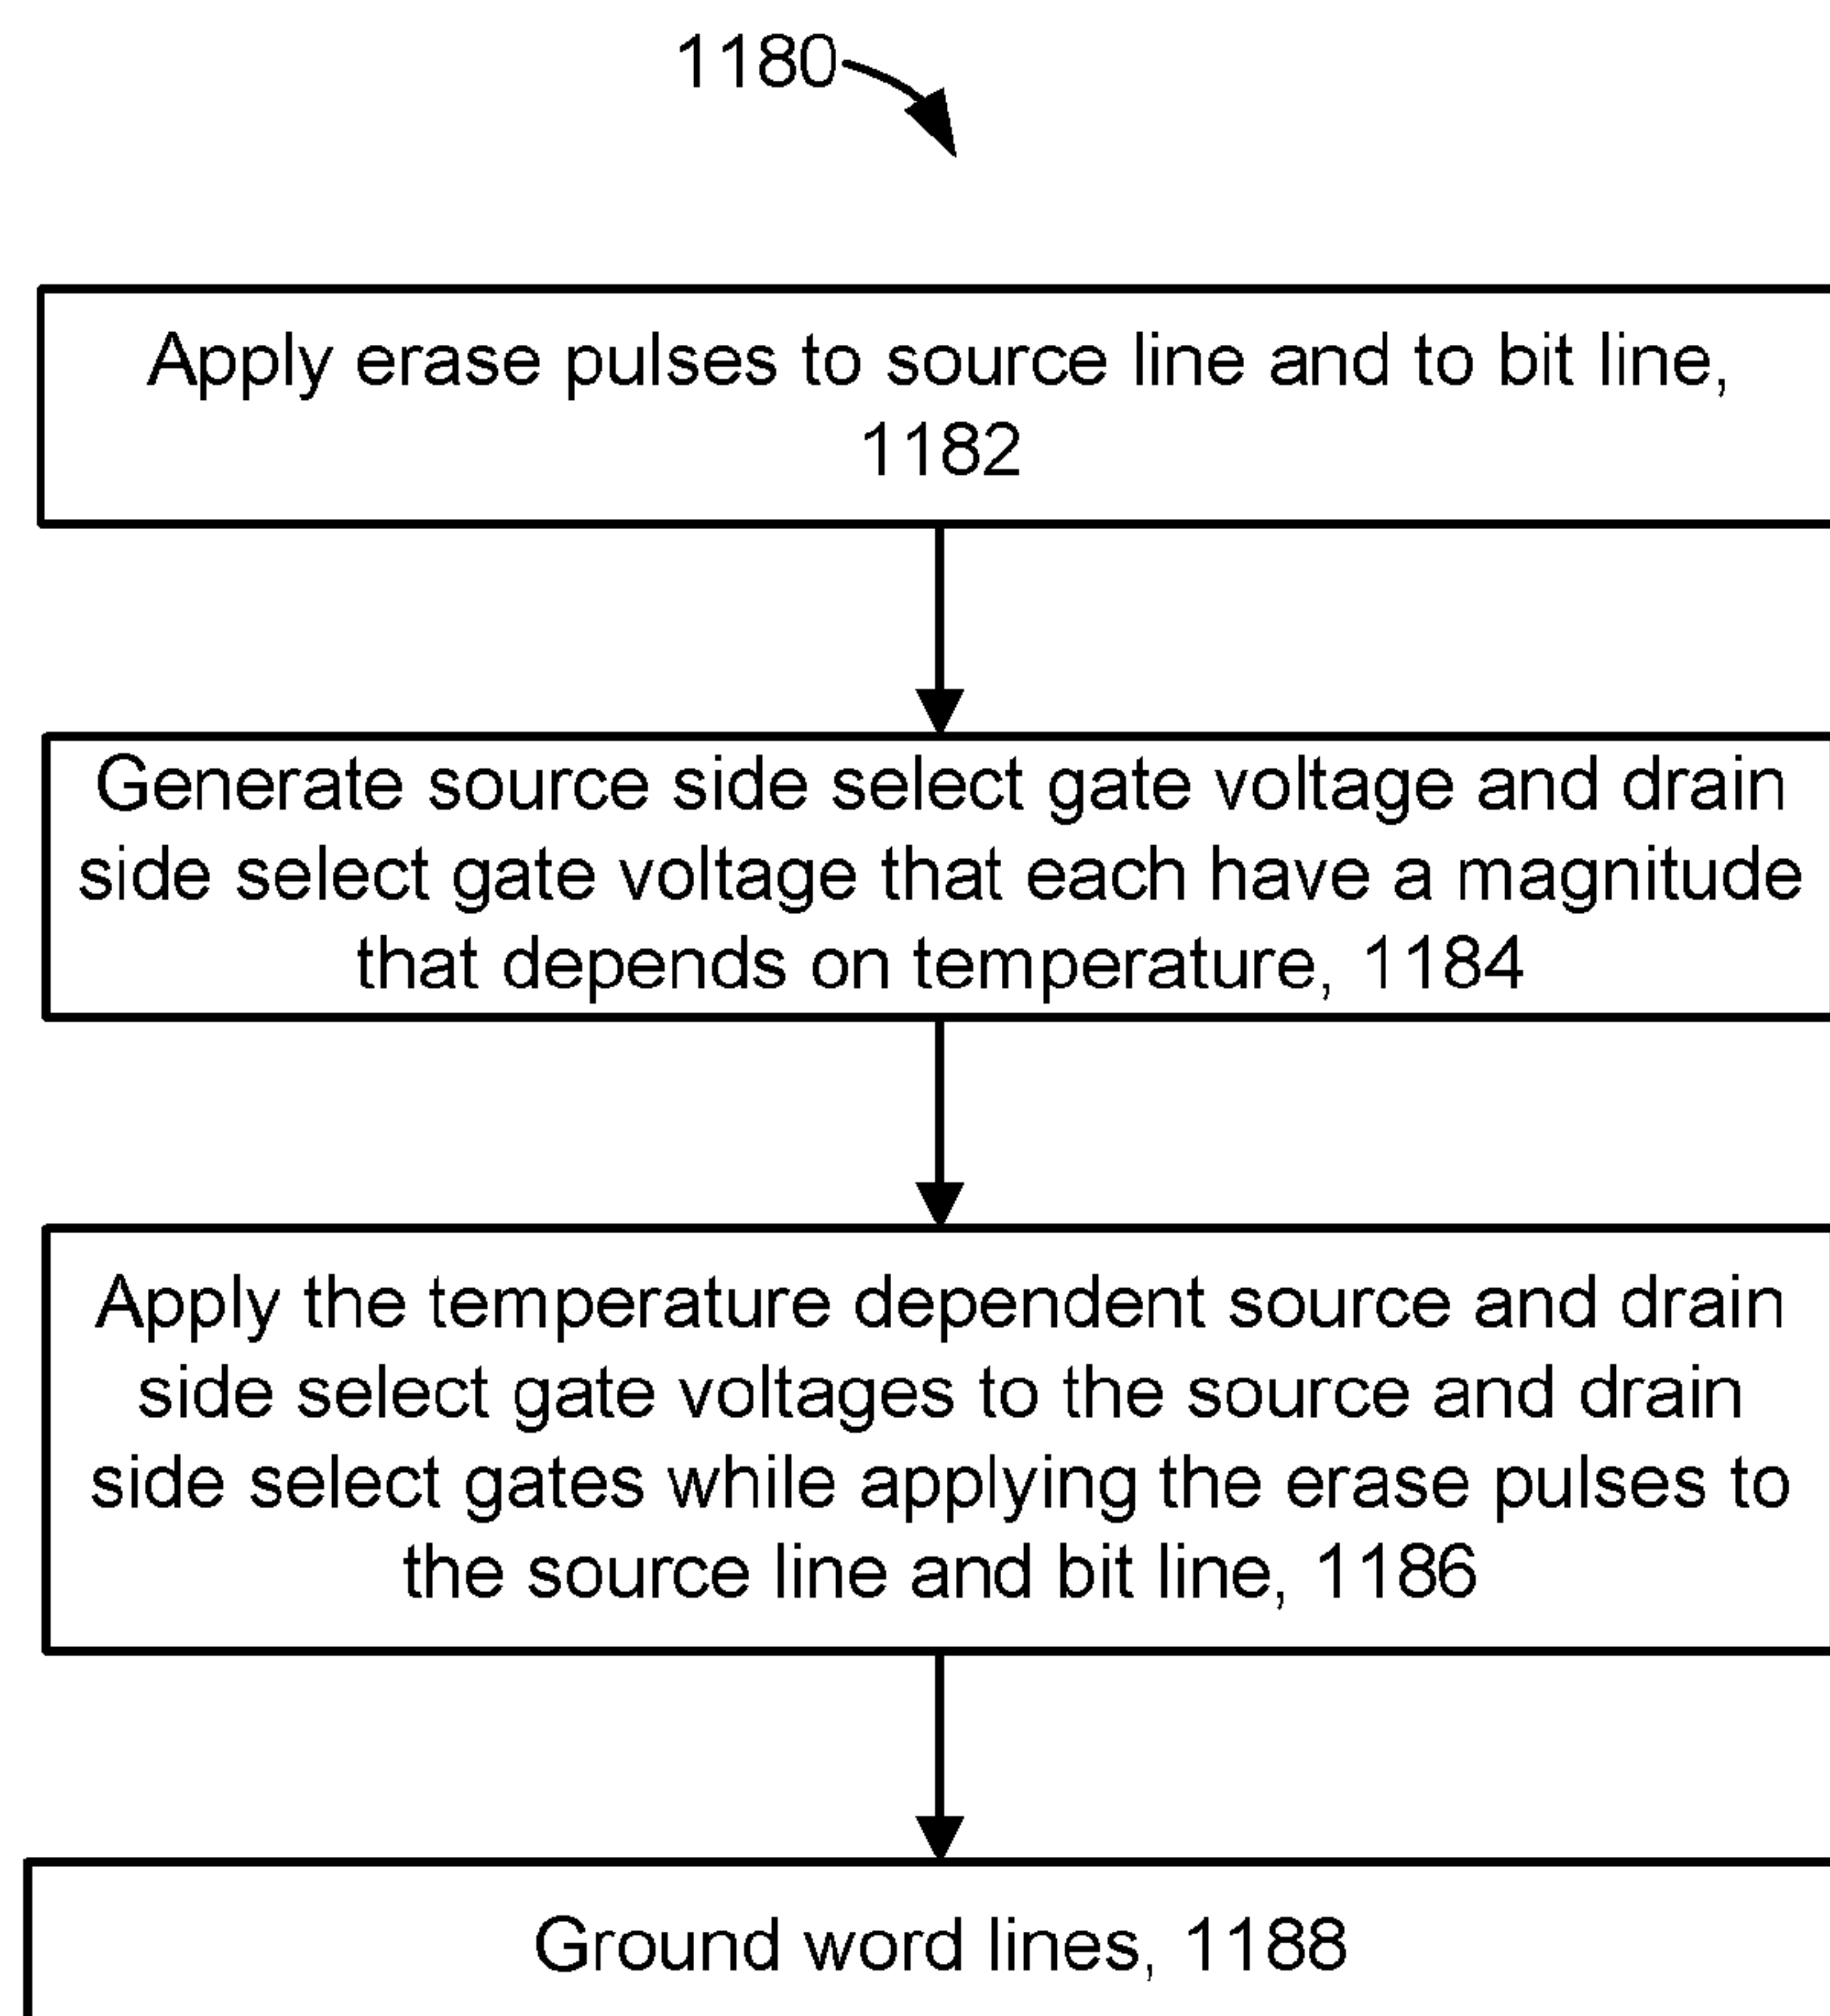 1180
Apply erase pulses to source line and to bit line,
1182
Generate source side select gate voltage and drain
side select gate voltage that each have a magnitude
that depends on temperature, 1184
Apply the temperature dependent source and drain
side select gate voltages to the source and drain
side select gates while applying the erase pulses to
the source line and bit line, 1186
Ground word lines, 1188